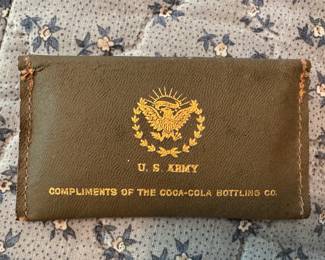 U. S. ARMY
COMPLIMENTS OF THE COCA-COLA BOTTLING CO.